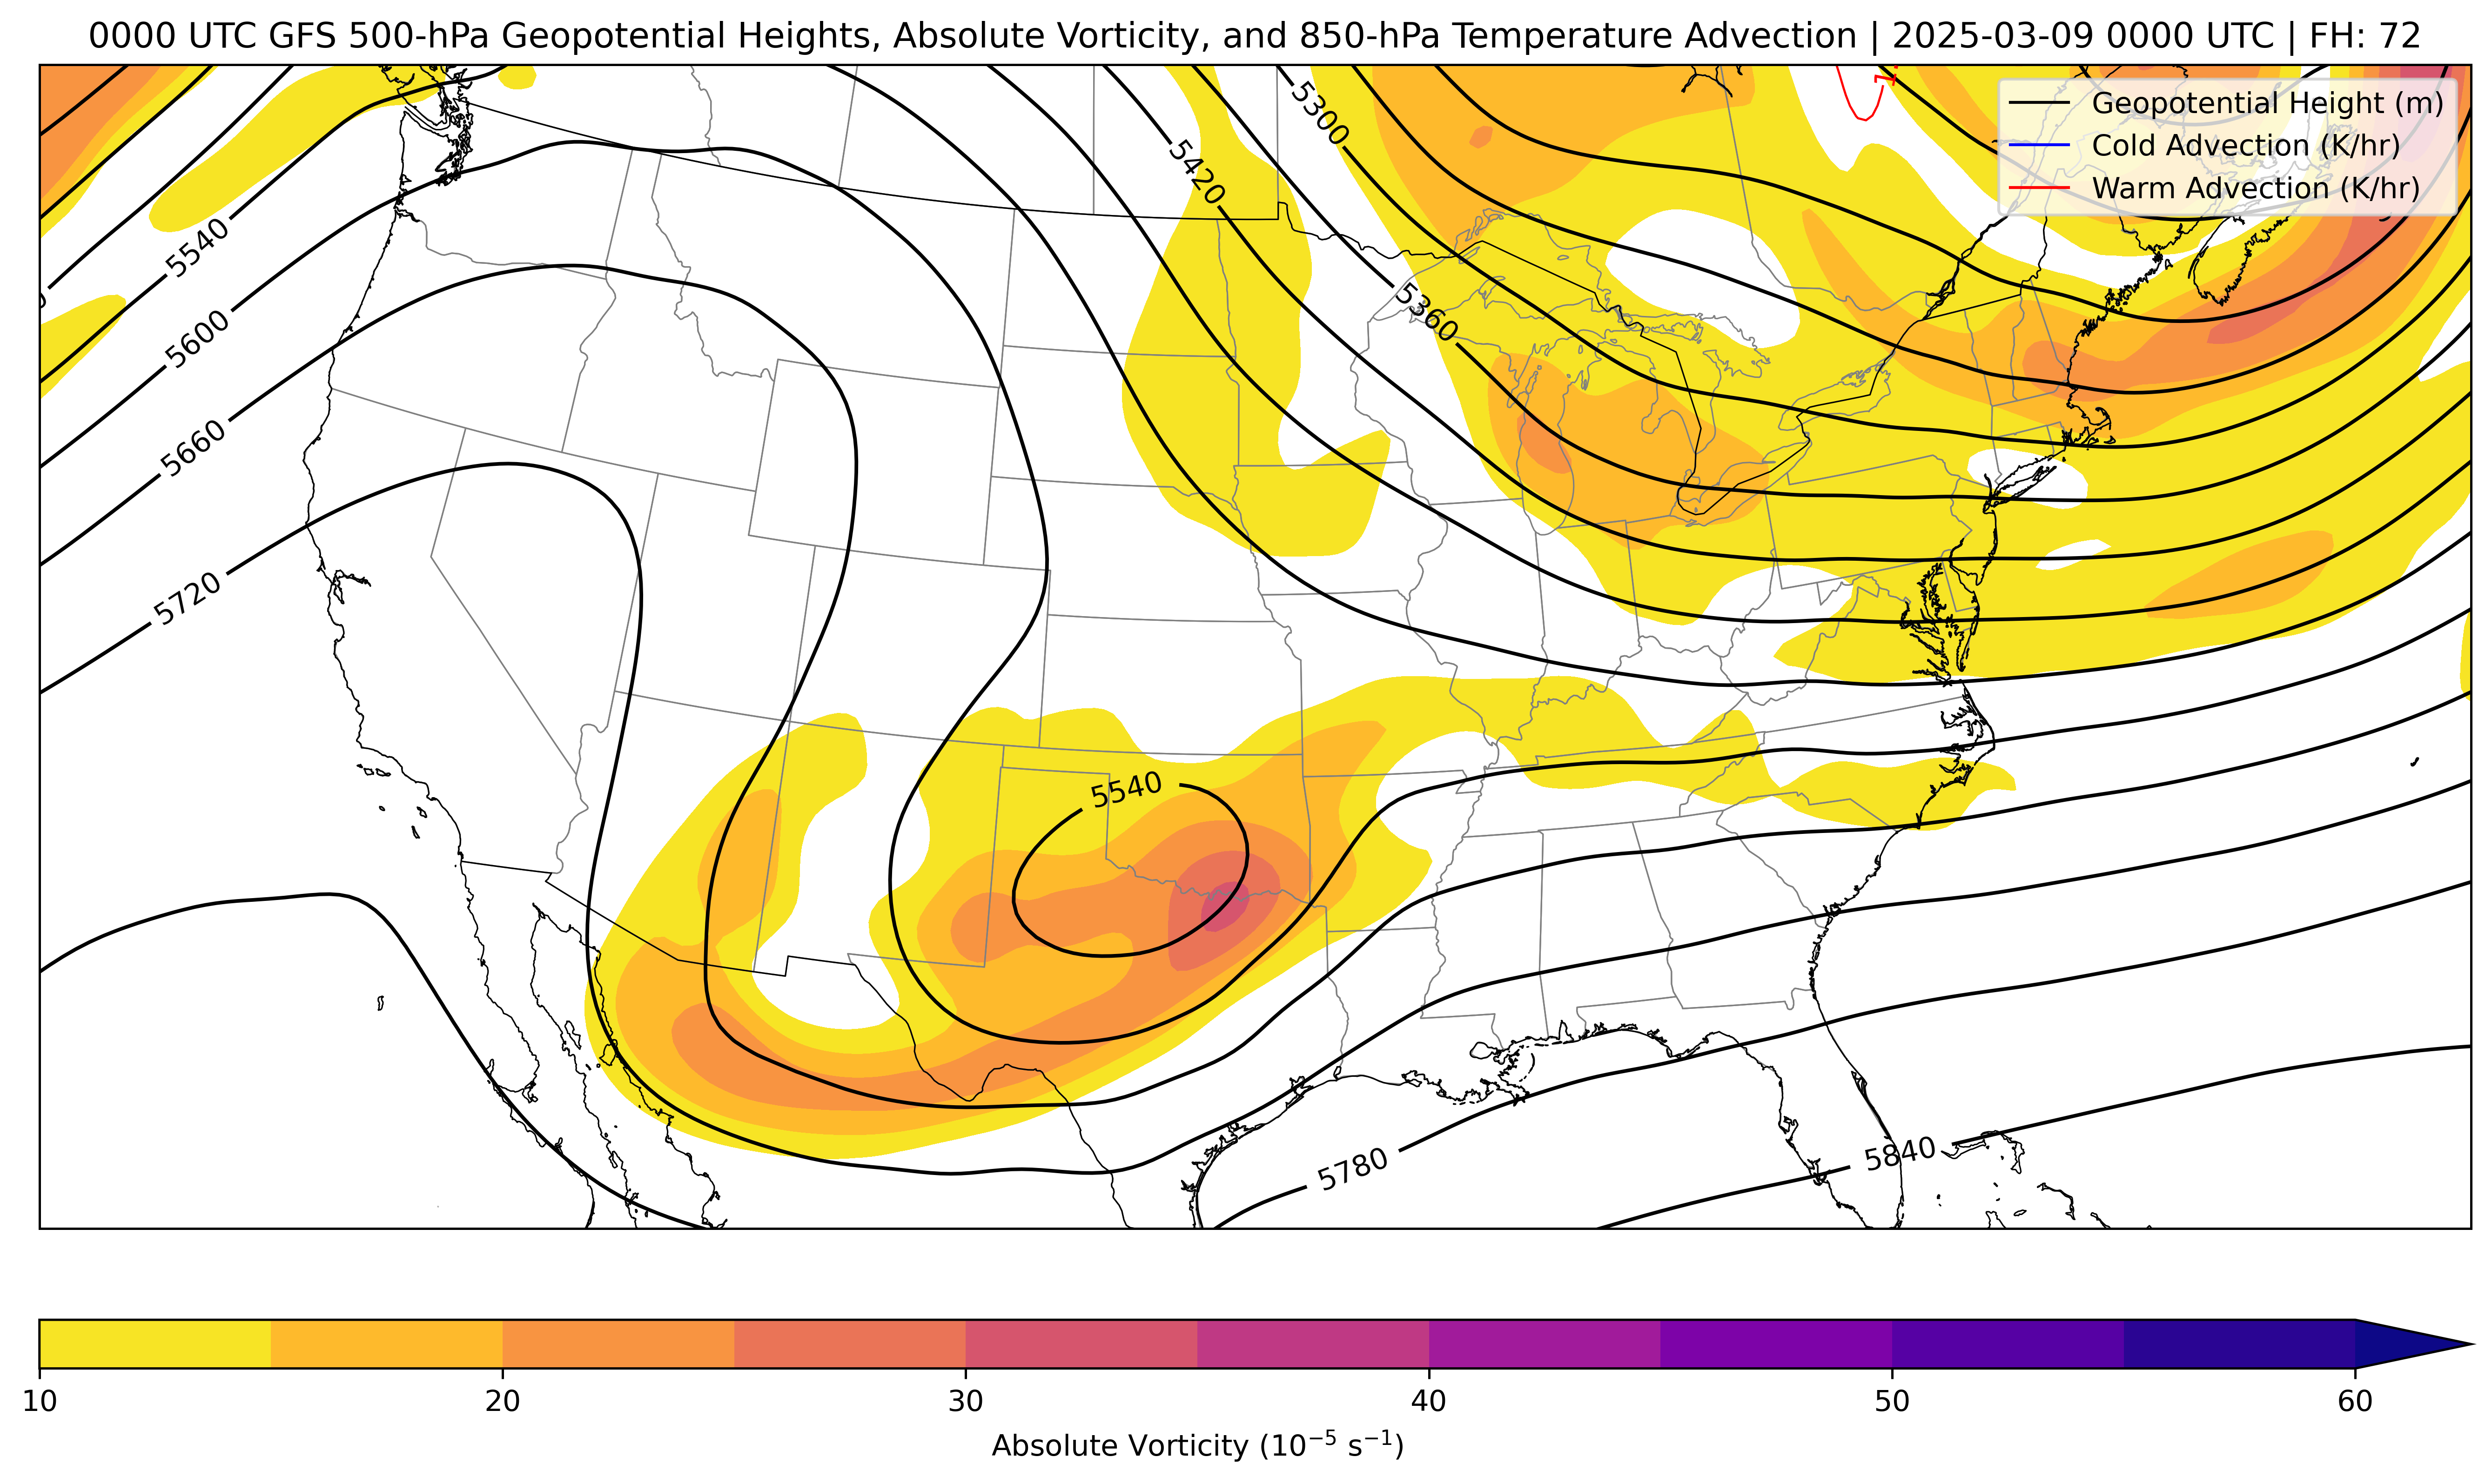 0000 UTC GFS 500-hPa Geopotential Heights, Absolute Vorticity, and 850-hPa Temperature Advection | 2025-03-09 0000 UTC | FH: 72
Geopotential Height (m)
Cold Advection (K/hr)
Warm Advection (K/hr)
5300
5420
5540
5360
5600
5660
5720
5540
5780
5840
10 20 30 40 50 60
Absolute Vorticity (10⁻⁵ s⁻¹)